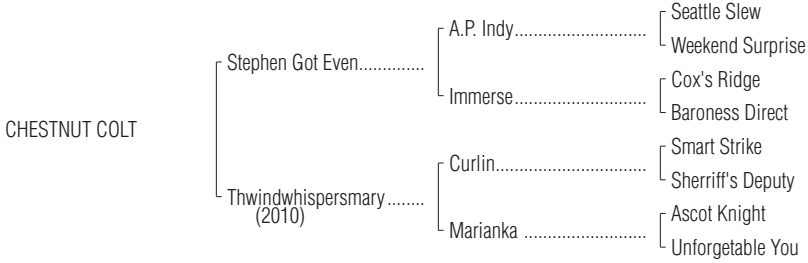 Seattle Slew
A.P. Indy..............................
Weekend Surprise
Stephen Got Even...............
Cox's Ridge
Immerse..............................
Baroness Direct
CHESTNUT COLT
Smart Strike
Curlin..................................
Sherriff's Deputy
Thwindwhispersmary........
(2010)
Ascot Knight
Marianka ............................
Unforgetable You